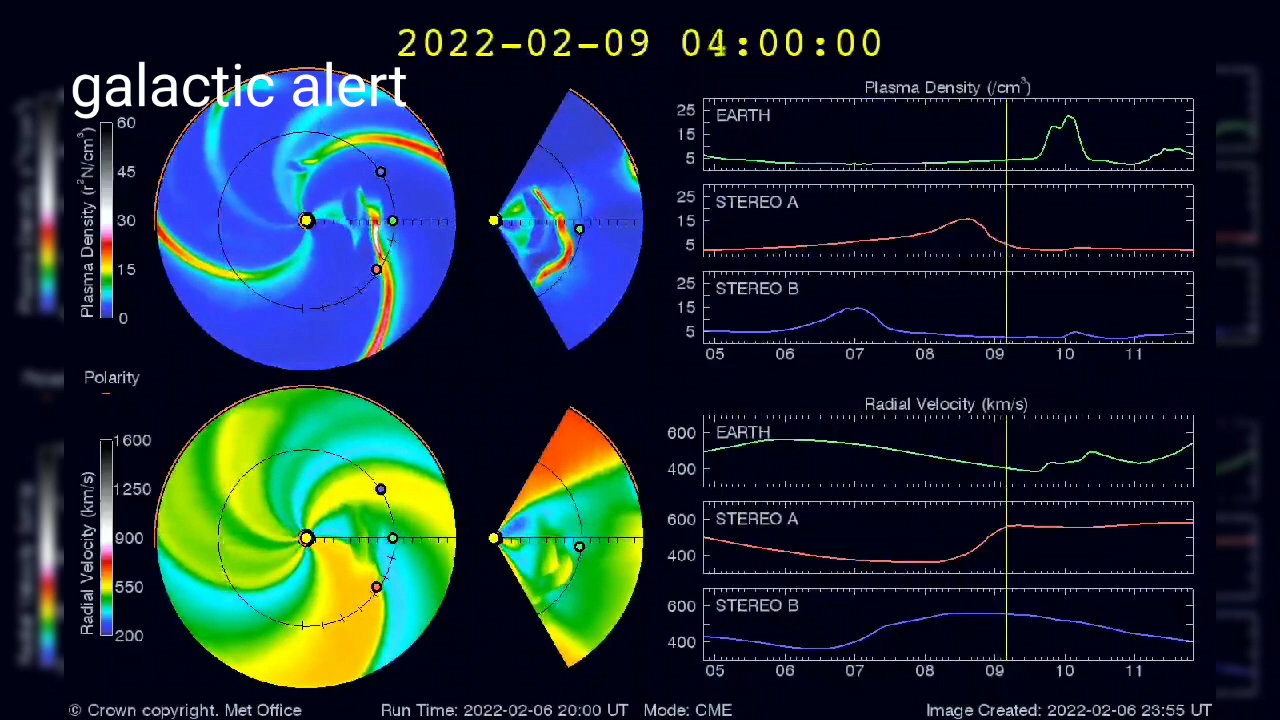 2022-02-09 04:00:00
galactic alert
Plasma Density (r²N/cm³)
60
45
30
15
0
Plasma Density (/cm³)
EARTH
25
15
5
STEREO A
25
15
5
STEREO B
25
15
5
05 06 07 08 09 10 11
Polarity
Radial Velocity (km/s)
1600
1250
900
550
200
Radial Velocity (km/s)
EARTH
600
400
STEREO A
600
400
STEREO B
600
400
05 06 07 08 09 10 11
© Crown copyright. Met Office Run Time: 2022-02-06 20:00 UT Mode: CME Image Created: 2022-02-06 23:55 UT